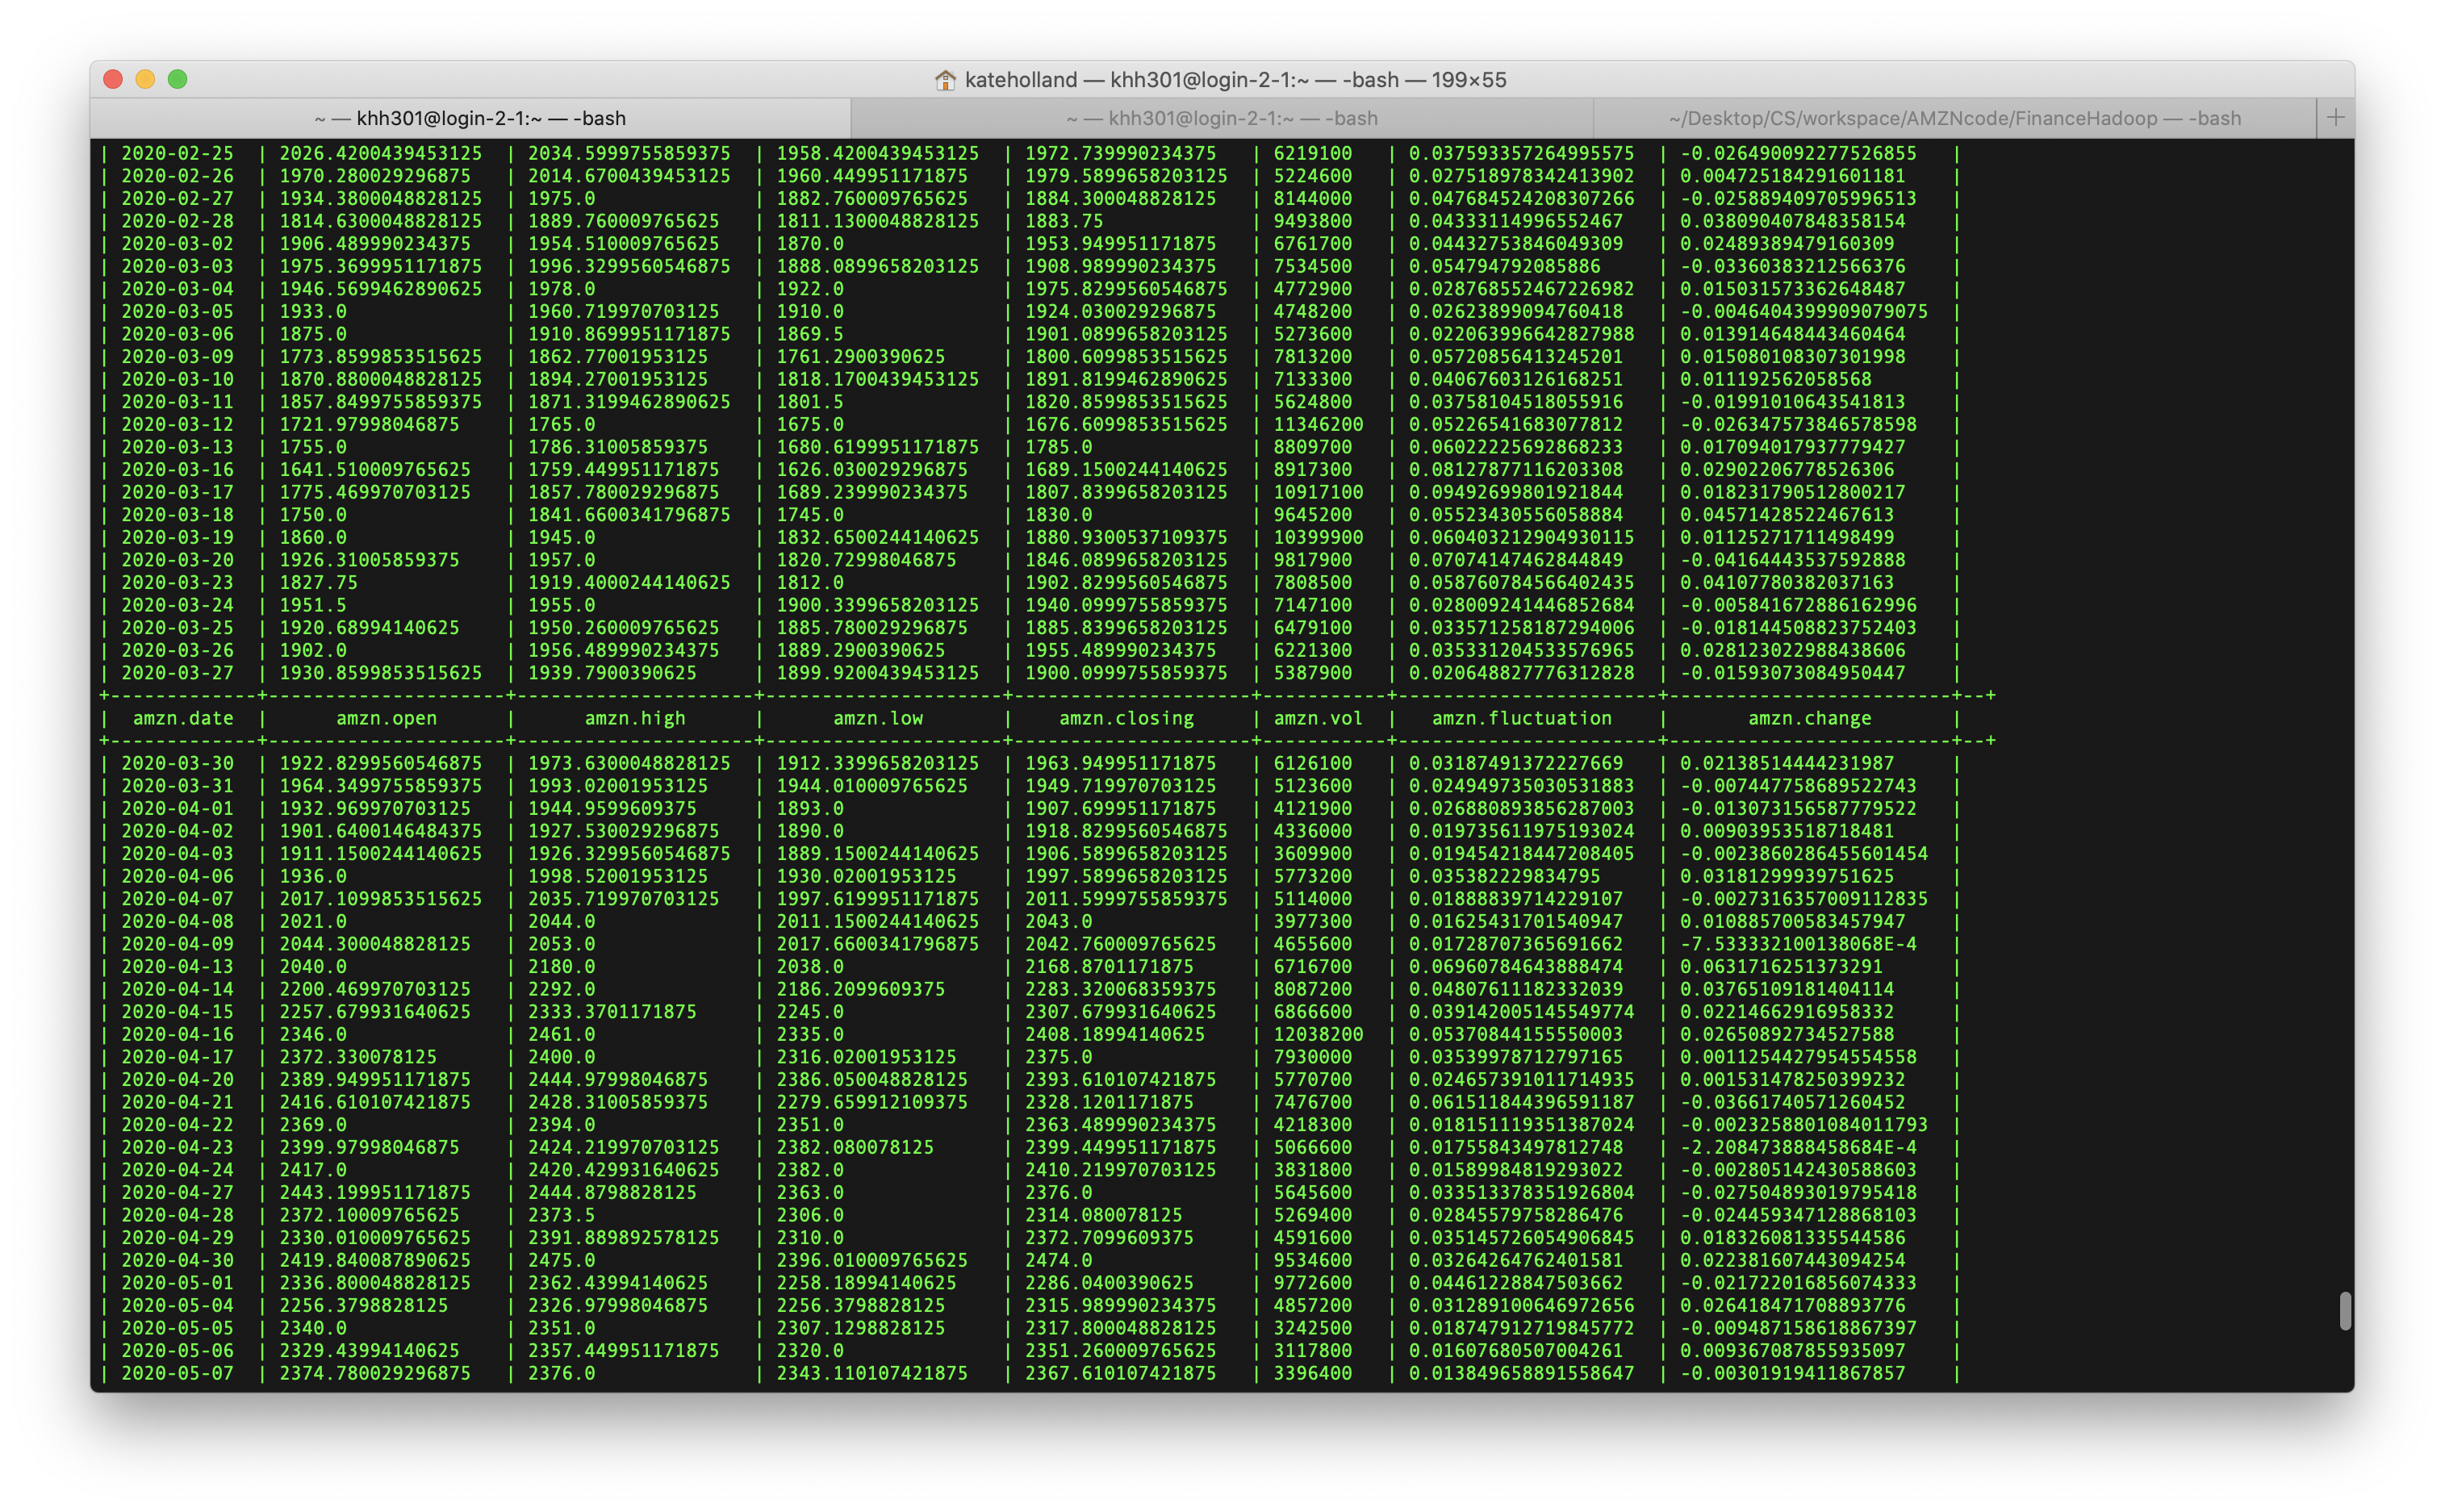 kateholland — khh301@login-2-1:~ — -bash — 199×55
~ — khh301@login-2-1:~ — -bash ~ — khh301@login-2-1:~ — -bash ~/Desktop/CS/workspace/AMZNcode/FinanceHadoop — -bash +
| 2020-02-25 | 2026.4200439453125 | 2034.5999755859375 | 1958.4200439453125 | 1972.739990234375 | 6219100 | 0.037593357264995575 | -0.026490092277526855 |
| 2020-02-26 | 1970.280029296875 | 2014.6700439453125 | 1960.449951171875 | 1979.5899658203125 | 5224600 | 0.027518978342413902 | 0.004725184291601181 |
| 2020-02-27 | 1934.3800048828125 | 1975.0 | 1882.760009765625 | 1884.300048828125 | 8144000 | 0.047684524208307266 | -0.025889409705996513 |
| 2020-02-28 | 1814.6300048828125 | 1889.760009765625 | 1811.1300048828125 | 1883.75 | 9493800 | 0.04333114996552467 | 0.038090407848358154 |
| 2020-03-02 | 1906.489990234375 | 1954.510009765625 | 1870.0 | 1953.949951171875 | 6761700 | 0.04432753846049309 | 0.02489389479160309 |
| 2020-03-03 | 1975.3699951171875 | 1996.3299560546875 | 1888.0899658203125 | 1908.989990234375 | 7534500 | 0.054794792085886 | -0.03360383212566376 |
| 2020-03-04 | 1946.5699462890625 | 1978.0 | 1922.0 | 1975.8299560546875 | 4772900 | 0.028768552467226982 | 0.015031573362648487 |
| 2020-03-05 | 1933.0 | 1960.719970703125 | 1910.0 | 1924.030029296875 | 4748200 | 0.02623899094760418 | -0.0046404399909079075 |
| 2020-03-06 | 1875.0 | 1910.8699951171875 | 1869.5 | 1901.0899658203125 | 5273600 | 0.022063996642827988 | 0.013914648443460464 |
| 2020-03-09 | 1773.8599853515625 | 1862.77001953125 | 1761.2900390625 | 1800.6099853515625 | 7813200 | 0.05720856413245201 | 0.015080108307301998 |
| 2020-03-10 | 1870.8800048828125 | 1894.27001953125 | 1818.1700439453125 | 1891.8199462890625 | 7133300 | 0.04067603126168251 | 0.011192562058568 |
| 2020-03-11 | 1857.8499755859375 | 1871.3199462890625 | 1801.5 | 1820.8599853515625 | 5624800 | 0.03758104518055916 | -0.01991010643541813 |
| 2020-03-12 | 1721.97998046875 | 1765.0 | 1675.0 | 1676.6099853515625 | 11346200 | 0.05226541683077812 | -0.026347573846578598 |
| 2020-03-13 | 1755.0 | 1786.31005859375 | 1680.6199951171875 | 1785.0 | 8809700 | 0.06022225692868233 | 0.017094017937779427 |
| 2020-03-16 | 1641.510009765625 | 1759.449951171875 | 1626.030029296875 | 1689.1500244140625 | 8917300 | 0.08127877116203308 | 0.02902206778526306 |
| 2020-03-17 | 1775.469970703125 | 1857.780029296875 | 1689.239990234375 | 1807.8399658203125 | 10917100 | 0.09492699801921844 | 0.018231790512800217 |
| 2020-03-18 | 1750.0 | 1841.6600341796875 | 1745.0 | 1830.0 | 9645200 | 0.05523430556058884 | 0.04571428522467613 |
| 2020-03-19 | 1860.0 | 1945.0 | 1832.6500244140625 | 1880.9300537109375 | 10399900 | 0.060403212904930115 | 0.01125271711498499 |
| 2020-03-20 | 1926.31005859375 | 1957.0 | 1820.72998046875 | 1846.0899658203125 | 9817900 | 0.07074147462844849 | -0.04164443537592888 |
| 2020-03-23 | 1827.75 | 1919.4000244140625 | 1812.0 | 1902.8299560546875 | 7808500 | 0.058760784566402435 | 0.04107780382037163 |
| 2020-03-24 | 1951.5 | 1955.0 | 1900.3399658203125 | 1940.0999755859375 | 7147100 | 0.028009241446852684 | -0.005841672886162996 |
| 2020-03-25 | 1920.68994140625 | 1950.260009765625 | 1885.780029296875 | 1885.8399658203125 | 6479100 | 0.033571258187294006 | -0.018144508823752403 |
| 2020-03-26 | 1902.0 | 1956.489990234375 | 1889.2900390625 | 1955.489990234375 | 6221300 | 0.035331204533576965 | 0.028123022988438606 |
| 2020-03-27 | 1930.8599853515625 | 1939.7900390625 | 1899.9200439453125 | 1900.0999755859375 | 5387900 | 0.020648827776312828 | -0.01593073084950447 |
+-------------+---------------------+---------------------+---------------------+---------------------+-----------+-----------------------+-------------------------+--+
| amzn.date | amzn.open | amzn.high | amzn.low | amzn.closing | amzn.vol | amzn.fluctuation | amzn.change |
+-------------+---------------------+---------------------+---------------------+---------------------+-----------+-----------------------+-------------------------+--+
| 2020-03-30 | 1922.8299560546875 | 1973.6300048828125 | 1912.3399658203125 | 1963.949951171875 | 6126100 | 0.03187491372227669 | 0.02138514444231987 |
| 2020-03-31 | 1964.3499755859375 | 1993.02001953125 | 1944.010009765625 | 1949.719970703125 | 5123600 | 0.024949735030531883 | -0.007447758689522743 |
| 2020-04-01 | 1932.969970703125 | 1944.9599609375 | 1893.0 | 1907.699951171875 | 4121900 | 0.026880893856287003 | -0.013073156587779522 |
| 2020-04-02 | 1901.6400146484375 | 1927.530029296875 | 1890.0 | 1918.8299560546875 | 4336000 | 0.019735611975193024 | 0.00903953518718481 |
| 2020-04-03 | 1911.1500244140625 | 1926.3299560546875 | 1889.1500244140625 | 1906.5899658203125 | 3609900 | 0.019454218447208405 | -0.0023860286455601454 |
| 2020-04-06 | 1936.0 | 1998.52001953125 | 1930.02001953125 | 1997.5899658203125 | 5773200 | 0.035382229834795 | 0.03181299939751625 |
| 2020-04-07 | 2017.1099853515625 | 2035.719970703125 | 1997.6199951171875 | 2011.5999755859375 | 5114000 | 0.01888839714229107 | -0.0027316357009112835 |
| 2020-04-08 | 2021.0 | 2044.0 | 2011.1500244140625 | 2043.0 | 3977300 | 0.01625431701540947 | 0.010885700583457947 |
| 2020-04-09 | 2044.300048828125 | 2053.0 | 2017.6600341796875 | 2042.760009765625 | 4655600 | 0.01728707365691662 | -7.533332100138068E-4 |
| 2020-04-13 | 2040.0 | 2180.0 | 2038.0 | 2168.8701171875 | 6716700 | 0.06960784643888474 | 0.0631716251373291 |
| 2020-04-14 | 2200.469970703125 | 2292.0 | 2186.2099609375 | 2283.320068359375 | 8087200 | 0.04807611182332039 | 0.03765109181404114 |
| 2020-04-15 | 2257.679931640625 | 2333.3701171875 | 2245.0 | 2307.679931640625 | 6866600 | 0.039142005145549774 | 0.02214662916958332 |
| 2020-04-16 | 2346.0 | 2461.0 | 2335.0 | 2408.18994140625 | 12038200 | 0.05370844155550003 | 0.02650892734527588 |
| 2020-04-17 | 2372.330078125 | 2400.0 | 2316.02001953125 | 2375.0 | 7930000 | 0.03539978712797165 | 0.0011254427954554558 |
| 2020-04-20 | 2389.949951171875 | 2444.97998046875 | 2386.050048828125 | 2393.610107421875 | 5770700 | 0.024657391011714935 | 0.001531478250399232 |
| 2020-04-21 | 2416.610107421875 | 2428.31005859375 | 2279.659912109375 | 2328.1201171875 | 7476700 | 0.061511844396591187 | -0.03661740571260452 |
| 2020-04-22 | 2369.0 | 2394.0 | 2351.0 | 2363.489990234375 | 4218300 | 0.018151119351387024 | -0.0023258801084011793 |
| 2020-04-23 | 2399.97998046875 | 2424.219970703125 | 2382.080078125 | 2399.449951171875 | 5066600 | 0.01755843497812748 | -2.208473888458684E-4 |
| 2020-04-24 | 2417.0 | 2420.429931640625 | 2382.0 | 2410.219970703125 | 3831800 | 0.01589984819293022 | -0.002805142430588603 |
| 2020-04-27 | 2443.199951171875 | 2444.8798828125 | 2363.0 | 2376.0 | 5645600 | 0.033513378351926804 | -0.027504893019795418 |
| 2020-04-28 | 2372.10009765625 | 2373.5 | 2306.0 | 2314.080078125 | 5269400 | 0.02845579758286476 | -0.024459347128868103 |
| 2020-04-29 | 2330.010009765625 | 2391.889892578125 | 2310.0 | 2372.7099609375 | 4591600 | 0.035145726054906845 | 0.018326081335544586 |
| 2020-04-30 | 2419.840087890625 | 2475.0 | 2396.010009765625 | 2474.0 | 9534600 | 0.03264264762401581 | 0.022381607443094254 |
| 2020-05-01 | 2336.800048828125 | 2362.43994140625 | 2258.18994140625 | 2286.0400390625 | 9772600 | 0.04461228847503662 | -0.021722016856074333 |
| 2020-05-04 | 2256.3798828125 | 2326.97998046875 | 2256.3798828125 | 2315.989990234375 | 4857200 | 0.031289100646972656 | 0.026418471708893776 |
| 2020-05-05 | 2340.0 | 2351.0 | 2307.1298828125 | 2317.800048828125 | 3242500 | 0.018747912719845772 | -0.009487158618867397 |
| 2020-05-06 | 2329.43994140625 | 2357.449951171875 | 2320.0 | 2351.260009765625 | 3117800 | 0.01607680507004261 | 0.009367087855935097 |
| 2020-05-07 | 2374.780029296875 | 2376.0 | 2343.110107421875 | 2367.610107421875 | 3396400 | 0.013849658891558647 | -0.00301919411867857 |